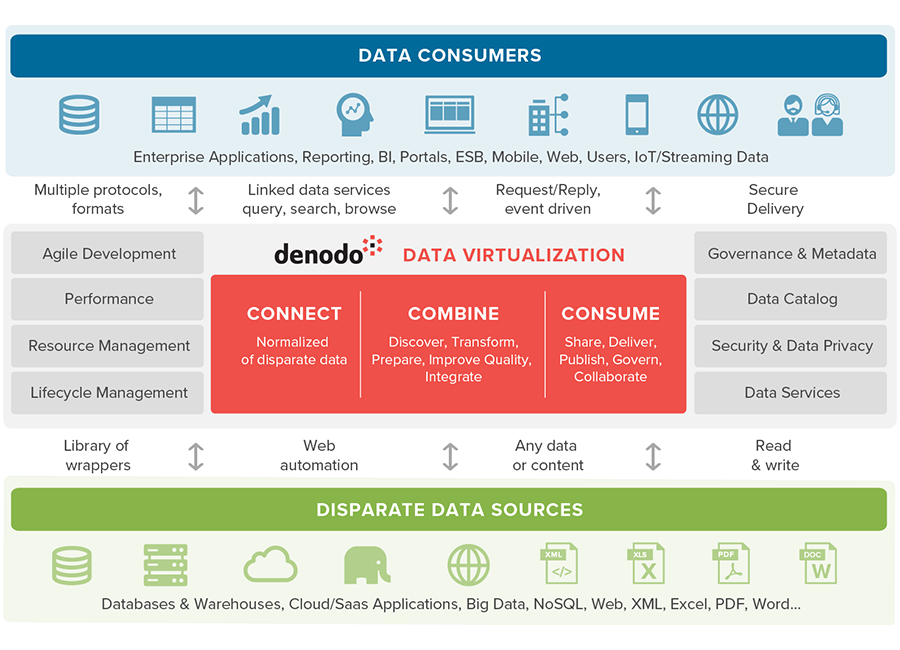 DATA CONSUMERS
Enterprise Applications, Reporting, BI, Portals, ESB, Mobile, Web, Users, IoT/Streaming Data
Multiple protocols,
formats
Linked data services
query, search, browse
Request/Reply,
event driven
Secure
Delivery
Agile Development
Performance
Resource Management
Lifecycle Management
denodo DATA VIRTUALIZATION
CONNECT
Normalized
of disparate data
COMBINE
Discover, Transform,
Prepare, Improve Quality,
Integrate
CONSUME
Share, Deliver,
Publish, Govern,
Collaborate
Governance & Metadata
Data Catalog
Security & Data Privacy
Data Services
Library of
wrappers
Web
automation
Any data
or content
Read
& write
DISPARATE DATA SOURCES
XML
</>
XLS
X
PDF
DOC
W
Databases & Warehouses, Cloud/Saas Applications, Big Data, NoSQL, Web, XML, Excel, PDF, Word...